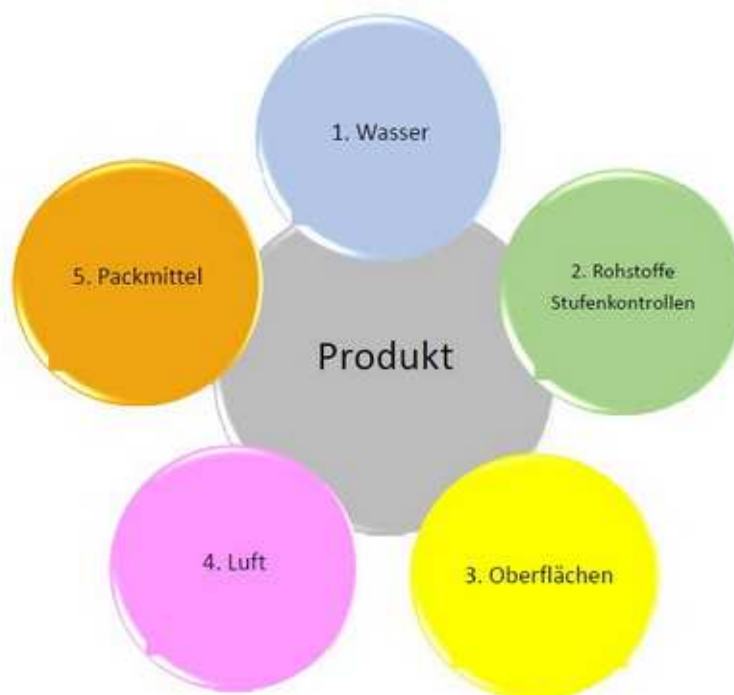 1. Wasser
2. Rohstoffe
Stufenkontrollen
5. Packmittel
Produkt
4. Luft
3. Oberflächen